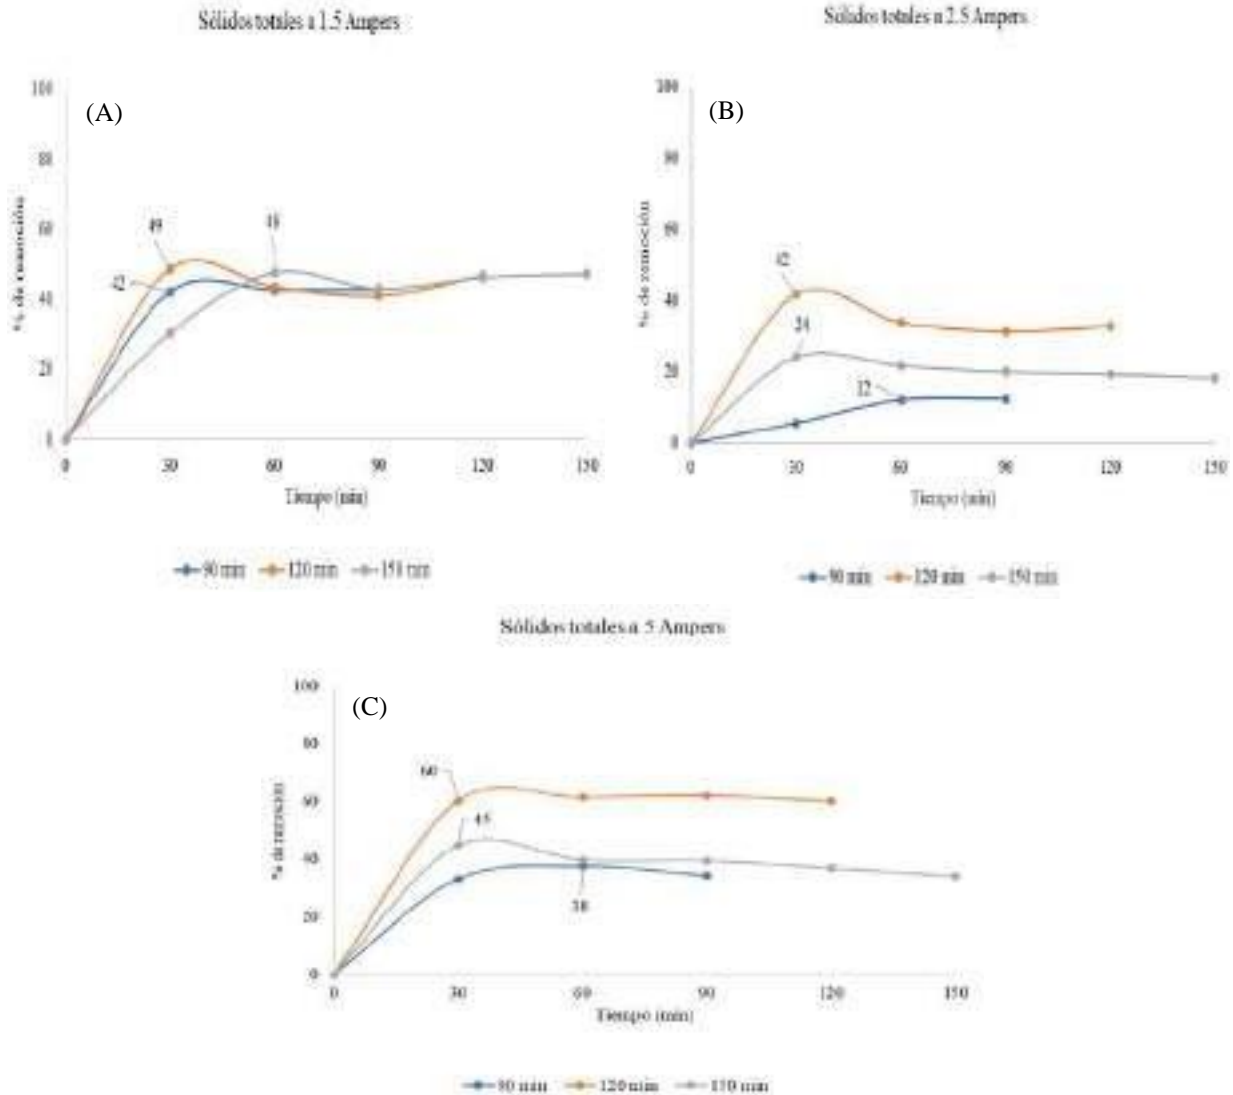 Sólidos totales a 1.5 Ampers
(A)
% de remoción
100
80
60
40
20
0
49
48
42
0 30 60 90 120 150
Tiempo (min)
90 min 120 min 150 min
Sólidos totales a 2.5 Ampers
(B)
% de remoción
100
80
60
40
20
0
42
24
12
0 30 60 90 120 150
Tiempo (min)
90 min 120 min 150 min
Sólidos totales a 5 Ampers
(C)
% de remoción
100
80
60
40
20
0
60
45
38
0 30 60 90 120 150
Tiempo (min)
90 min 120 min 150 min